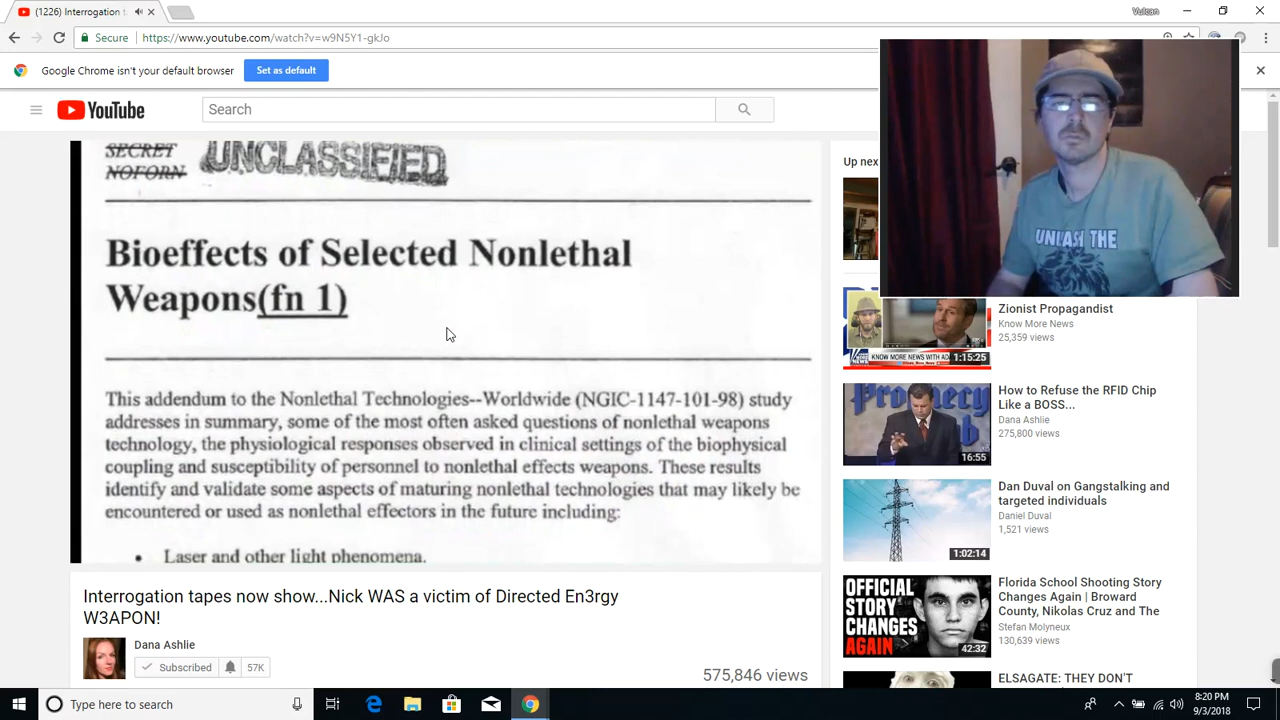 (1226) Interrogation t
Vulcan
Secure
https://www.youtube.com/watch?v=w9N5Y1-gkJo
Google Chrome isn't your default browser
Set as default
YouTube
Search
SECRET
NOFORN
UNCLASSIFIED
Bioeffects of Selected Nonlethal
Weapons(fn 1)
This addendum to the Nonlethal Technologies--Worldwide (NGIC-1147-101-98) study
addresses in summary, some of the most often asked questions of nonlethal weapons
technology, the physiological responses observed in clinical settings of the biophysical
coupling and susceptibility of personnel to nonlethal effects weapons. These results
identify and validate some aspects of maturing nonlethal technologies that may likely be
encountered or used as nonlethal effectors in the future including:
• Laser and other light phenomena.
Interrogation tapes now show...Nick WAS a victim of Directed En3rgy
W3APON!
Dana Ashlie
Subscribed
57K
575,846 views
Up nex
UNLEASH THE
Zionist Propagandist
Know More News
25,359 views
KNOW MORE NEWS WITH AD
1:15:25
How to Refuse the RFID Chip
Like a BOSS...
Dana Ashlie
275,800 views
16:55
Dan Duval on Gangstalking and
targeted individuals
Daniel Duval
1,521 views
1:02:14
Florida School Shooting Story
Changes Again | Broward
County, Nikolas Cruz and The
Stefan Molyneux
130,639 views
OFFICIAL
STORY
CHANGES
AGAIN
42:32
ELSAGATE: THEY DON'T
Type here to search
8:20 PM
9/3/2018